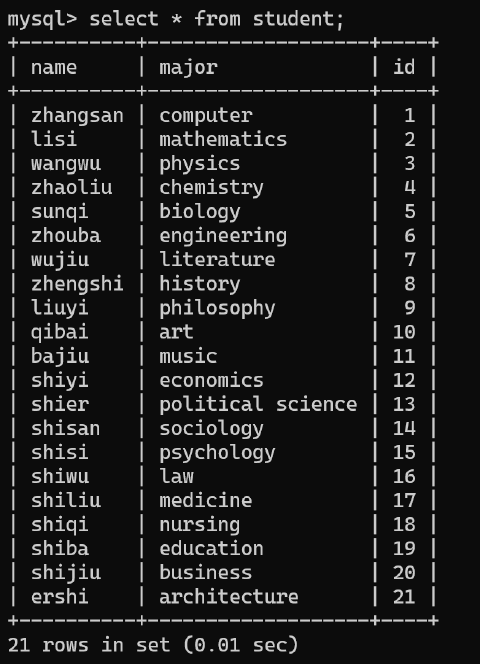 mysql> select * from student;
+----------+-------------------+----+
| name     | major             | id |
+----------+-------------------+----+
| zhangsan | computer          |  1 |
| lisi     | mathematics       |  2 |
| wangwu   | physics           |  3 |
| zhaoliu  | chemistry         |  4 |
| sunqi    | biology           |  5 |
| zhouba   | engineering       |  6 |
| wujiu    | literature        |  7 |
| zhengshi | history           |  8 |
| liuyi    | philosophy        |  9 |
| qibai    | art               | 10 |
| bajiu    | music             | 11 |
| shiyi    | economics         | 12 |
| shier    | political science | 13 |
| shisan   | sociology         | 14 |
| shisi    | psychology        | 15 |
| shiwu    | law               | 16 |
| shiliu   | medicine          | 17 |
| shiqi    | nursing           | 18 |
| shiba    | education         | 19 |
| shijiu   | business          | 20 |
| ershi    | architecture      | 21 |
+----------+-------------------+----+
21 rows in set (0.01 sec)